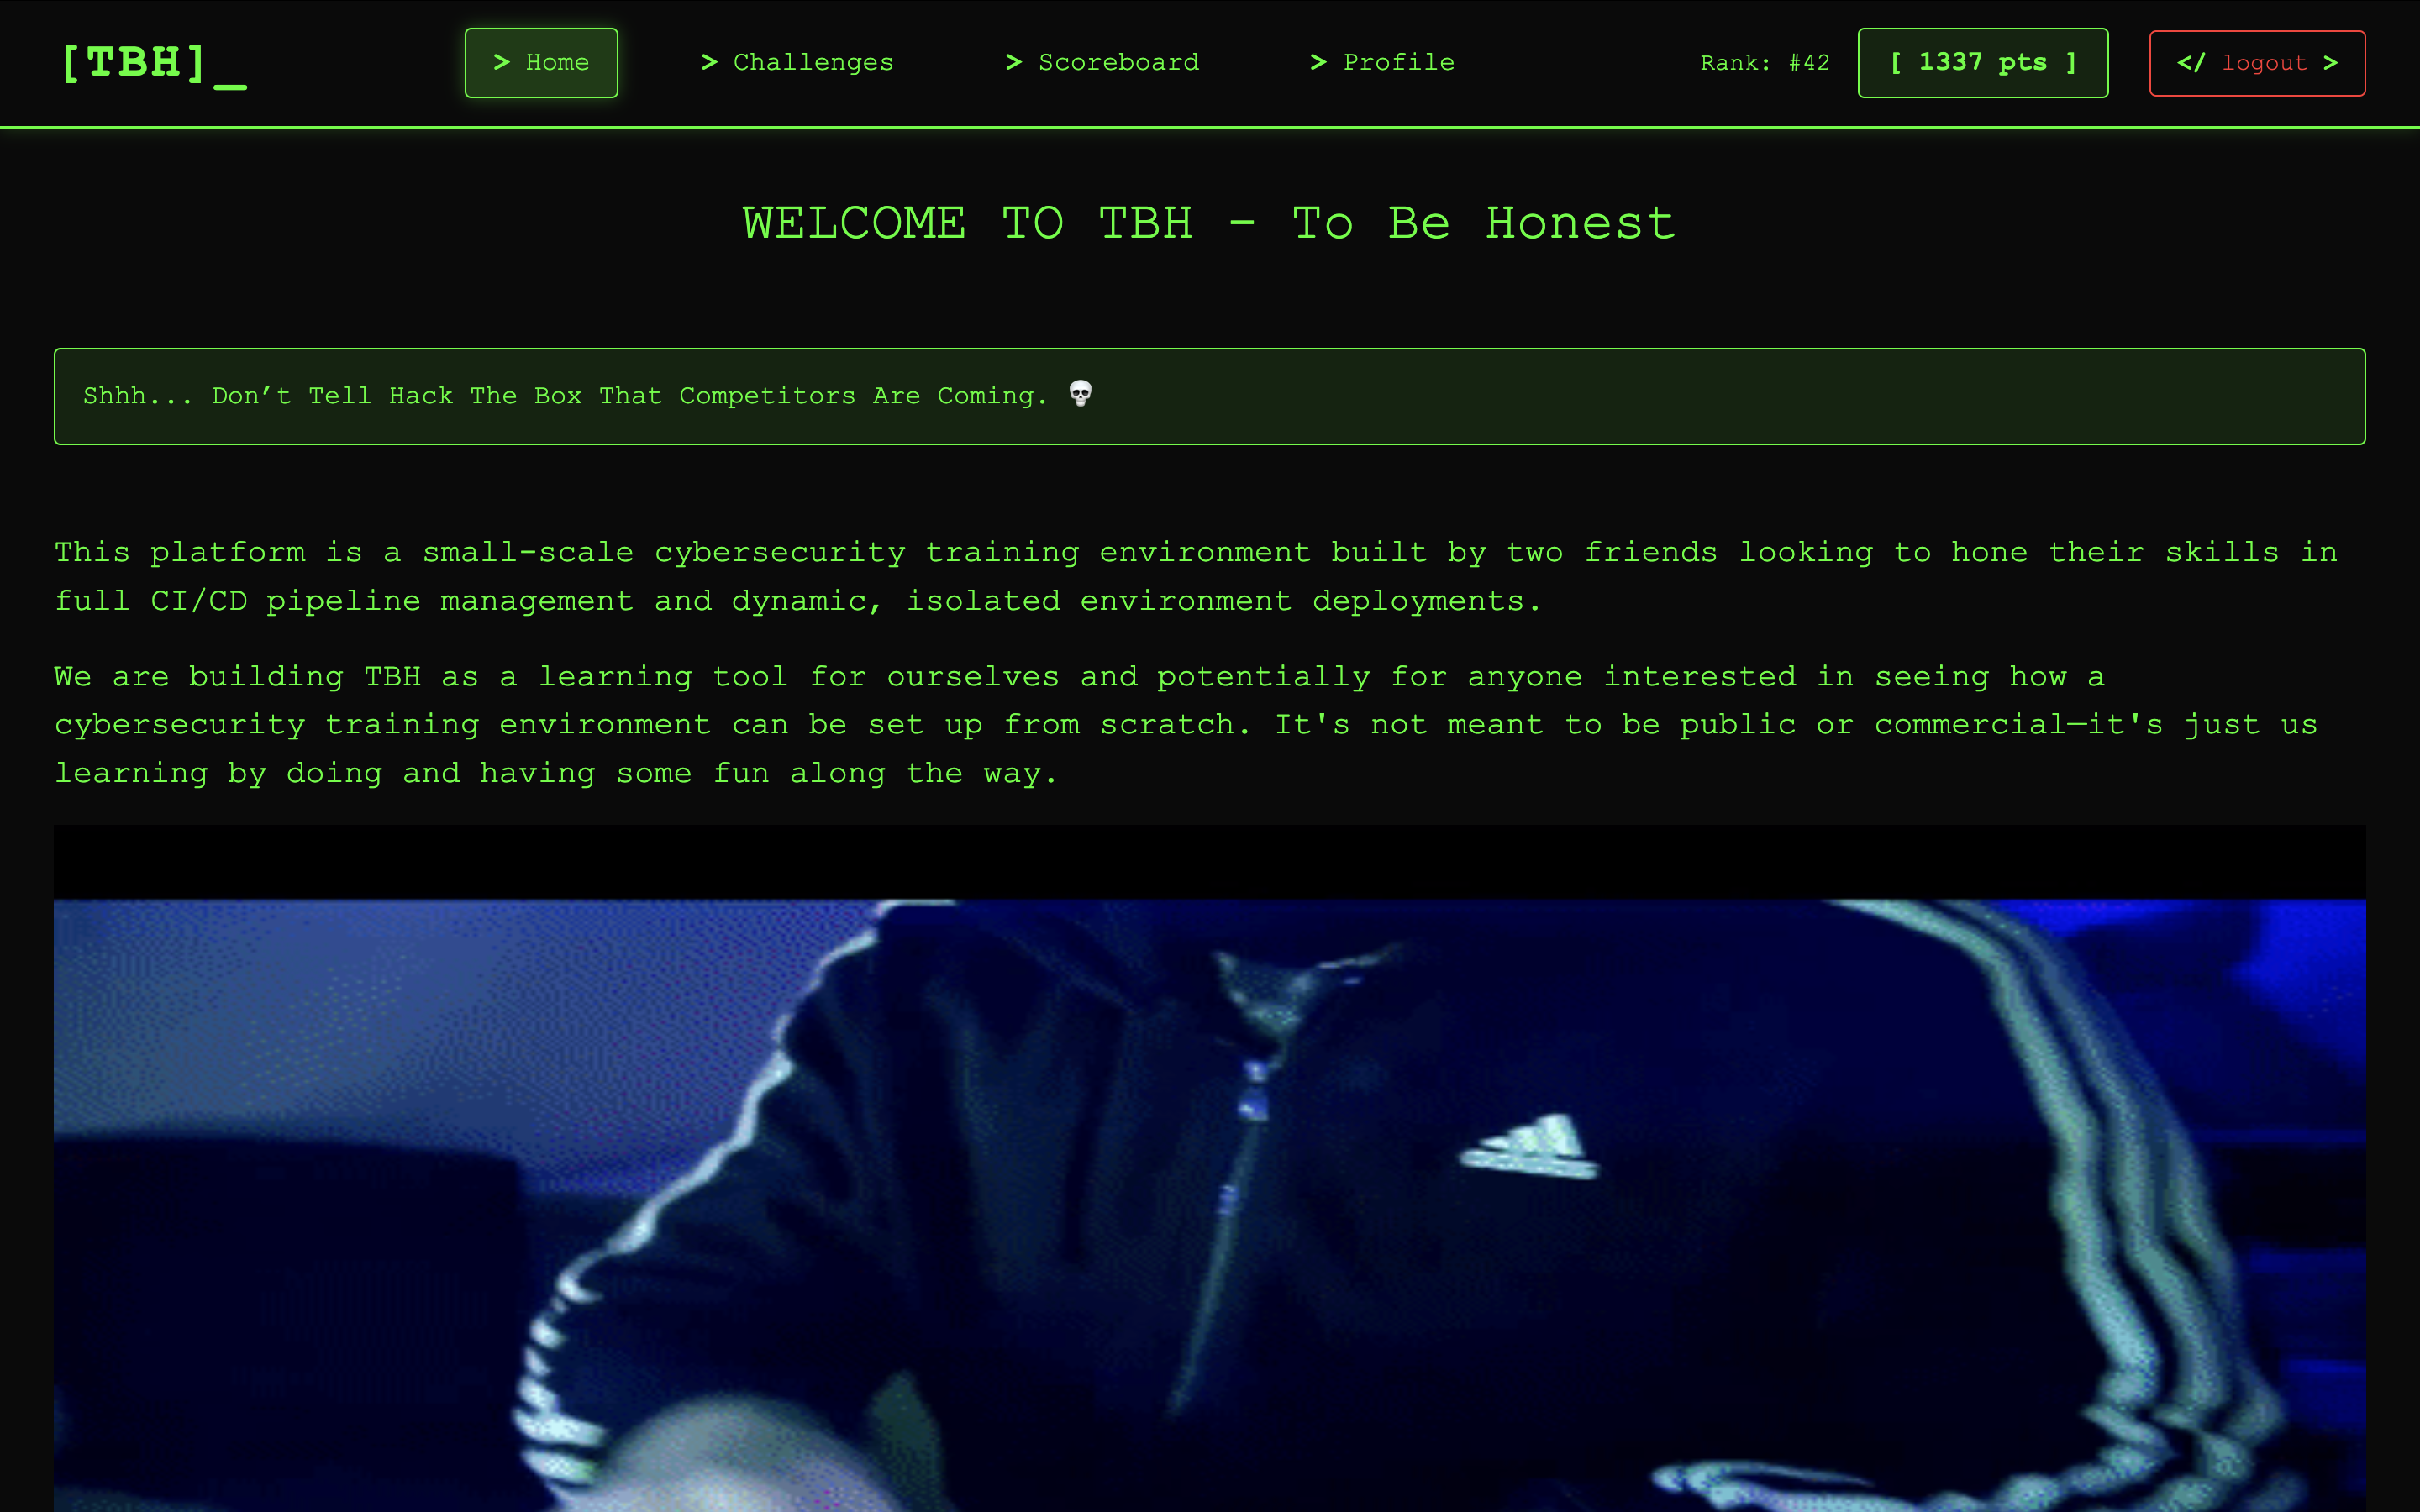 [TBH]_
> Home
> Challenges
> Scoreboard
> Profile
Rank: #42
[ 1337 pts ]
</ logout >
WELCOME TO TBH - To Be Honest
Shhh... Don’t Tell Hack The Box That Competitors Are Coming. 💀
This platform is a small-scale cybersecurity training environment built by two friends looking to hone their skills in
full CI/CD pipeline management and dynamic, isolated environment deployments.
We are building TBH as a learning tool for ourselves and potentially for anyone interested in seeing how a
cybersecurity training environment can be set up from scratch. It's not meant to be public or commercial—it's just us
learning by doing and having some fun along the way.